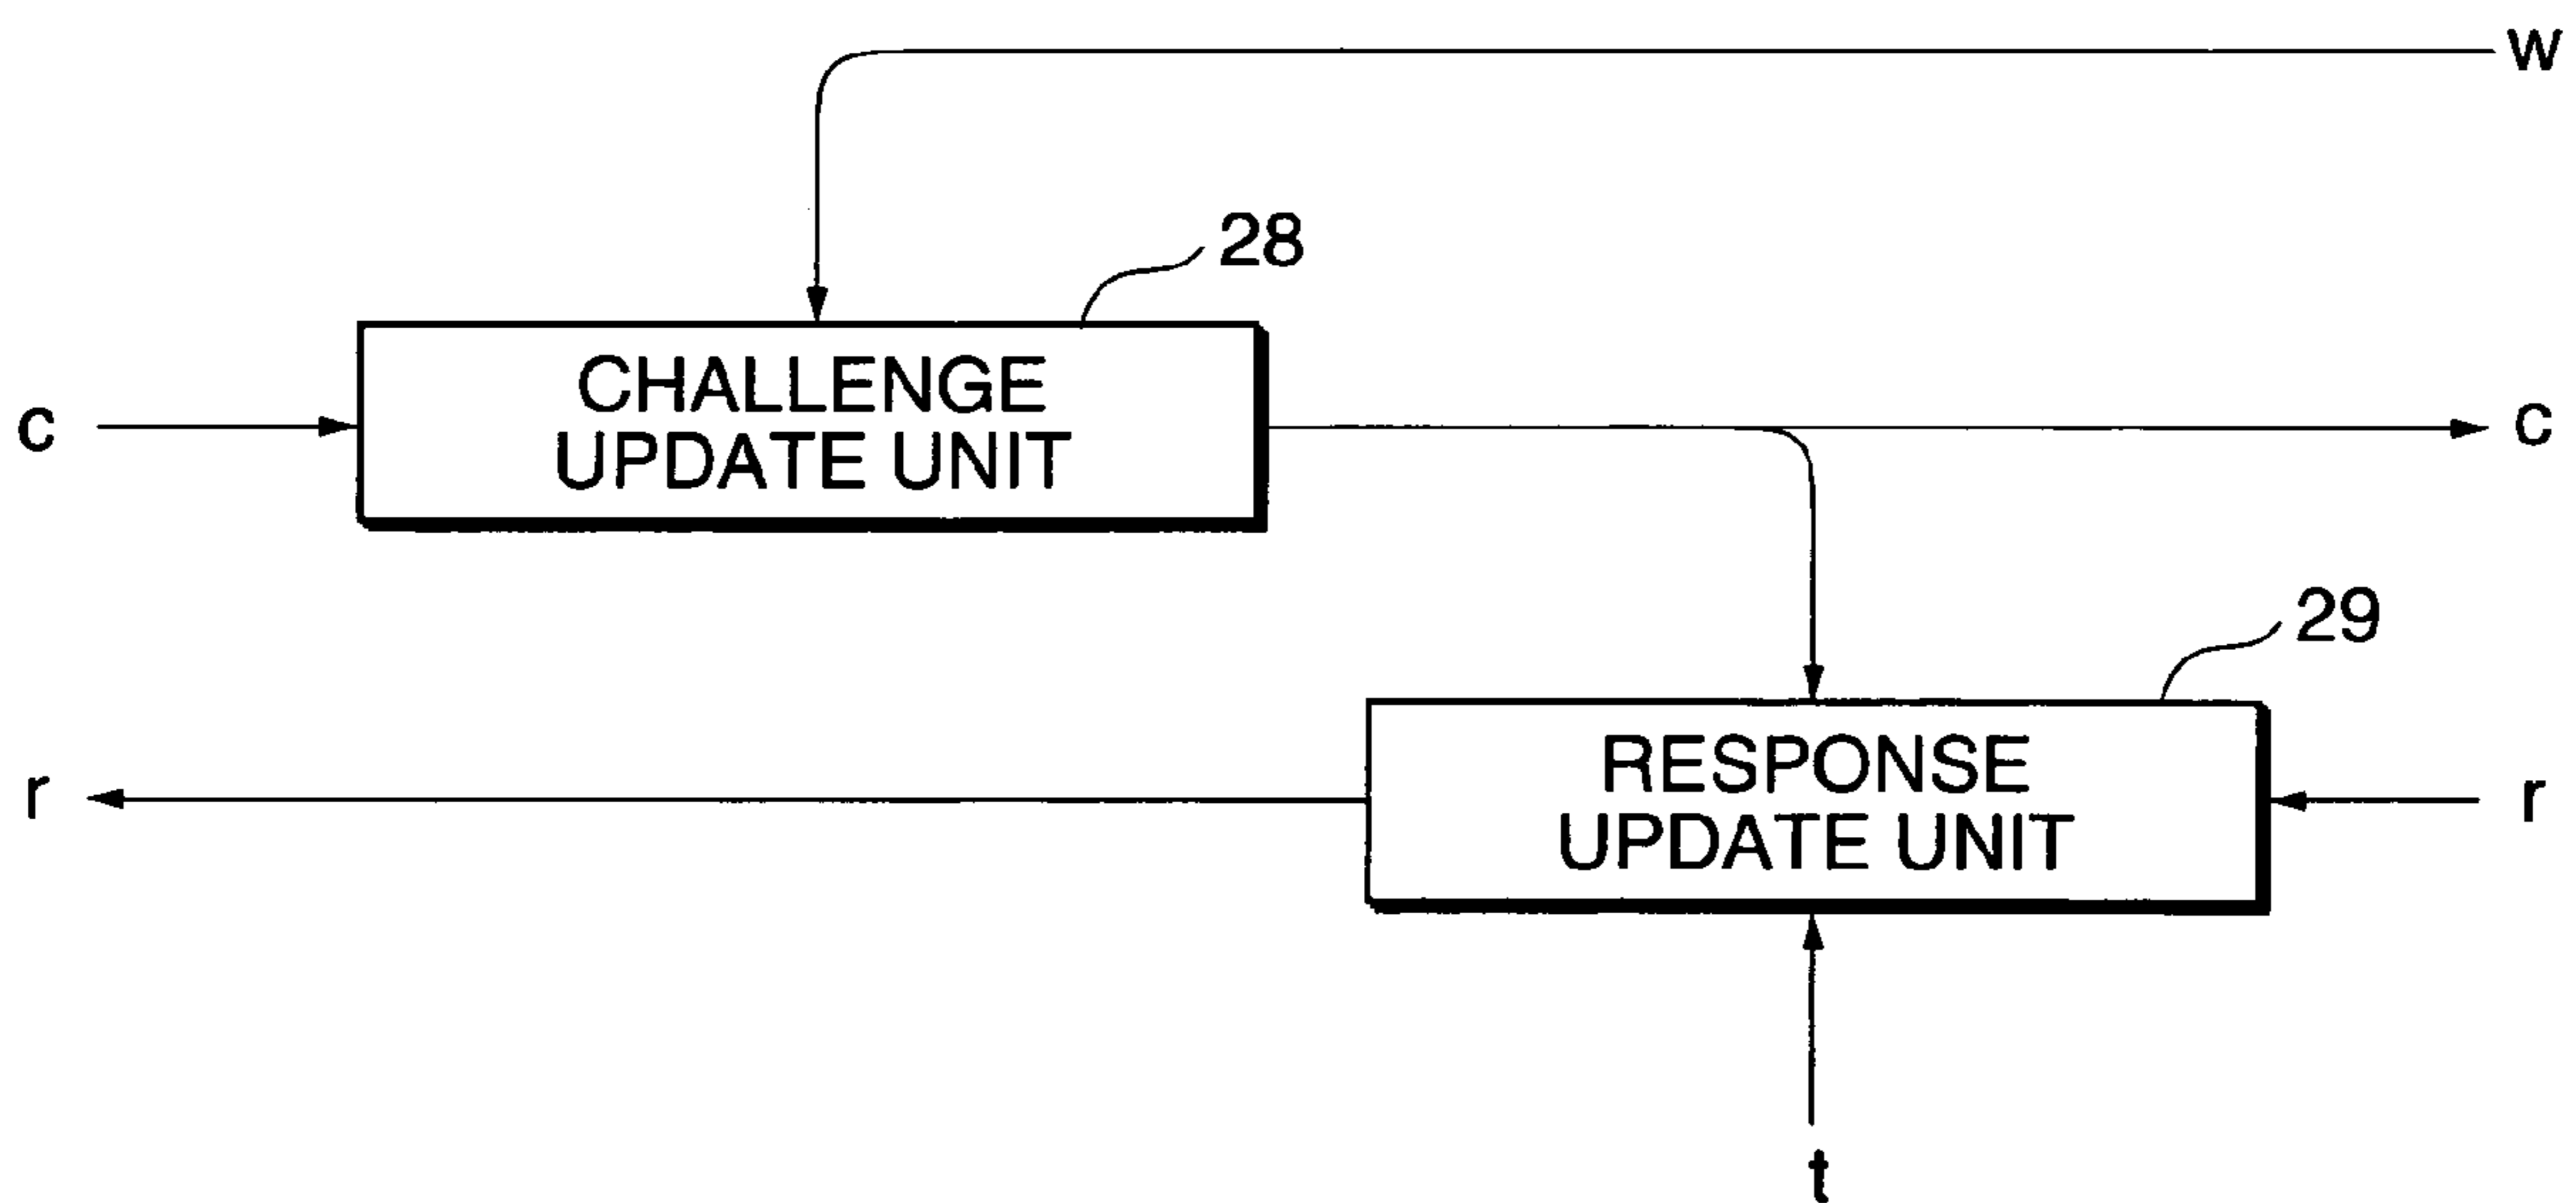 w
28
CHALLENGE
UPDATE UNIT
c
c
29
RESPONSE
UPDATE UNIT
r
r
t